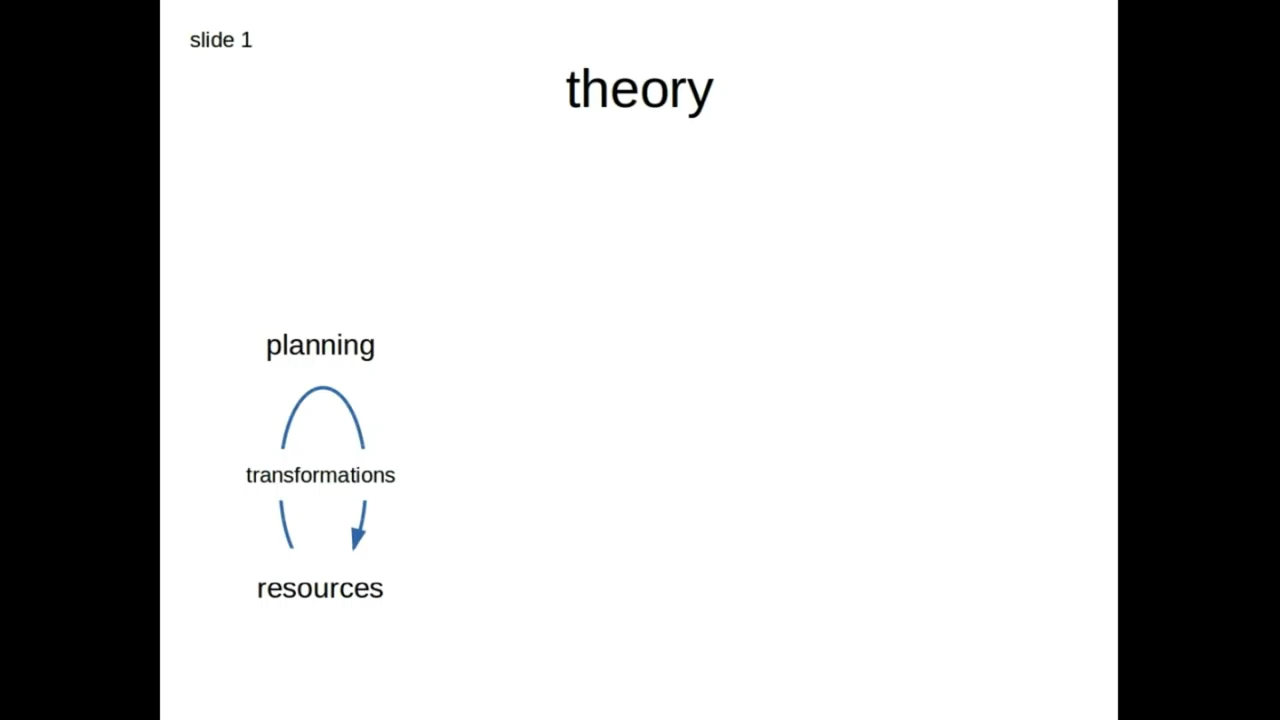 slide 1
theory
planning
transformations
resources